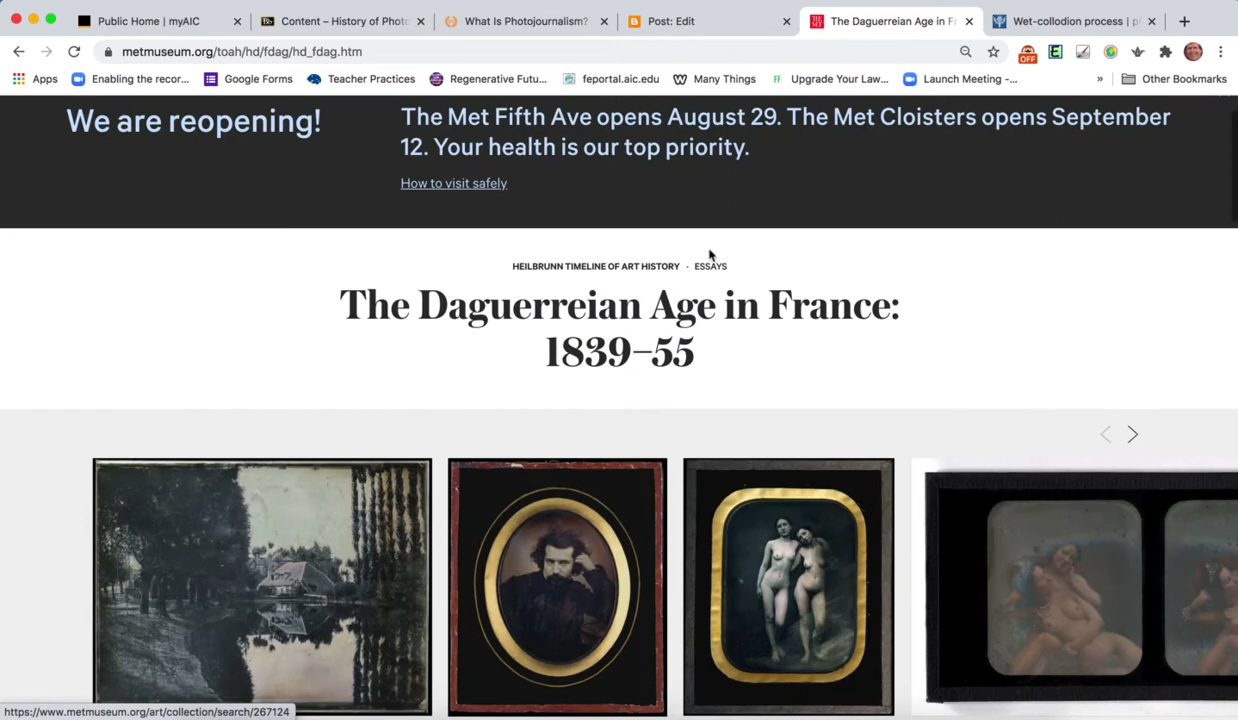 Public Home | myAIC
Content – History of Photo
What Is Photojournalism?
Post: Edit
The Daguerreian Age in F
Wet-collodion process | p
metmuseum.org/toah/hd/fdag/hd_fdag.htm
OFF
Apps
Enabling the recor...
Google Forms
Teacher Practices
Regenerative Futu...
feportal.aic.edu
Many Things
Upgrade Your Law...
Launch Meeting -...
Other Bookmarks
We are reopening!
The Met Fifth Ave opens August 29. The Met Cloisters opens September
12. Your health is our top priority.
How to visit safely
HEILBRUNN TIMELINE OF ART HISTORY · ESSAYS
The Daguerreian Age in France:
1839–55
https://www.metmuseum.org/art/collection/search/267124